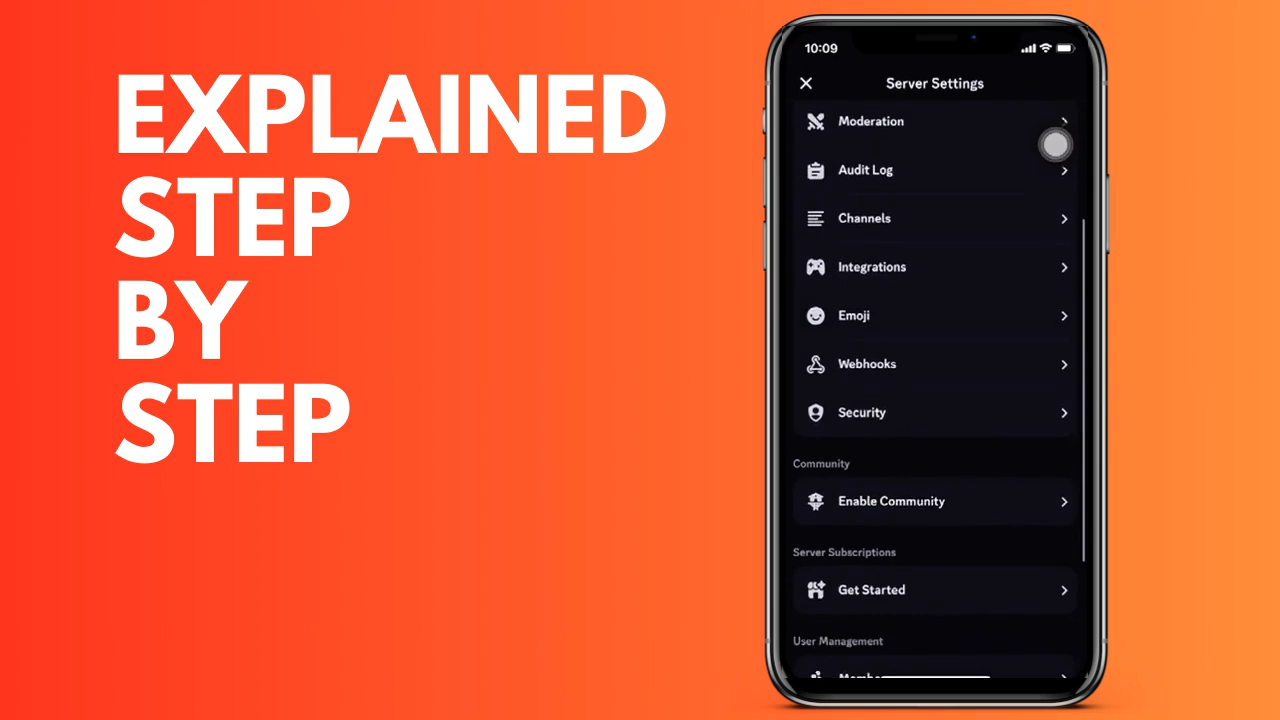 EXPLAINED
STEP
BY
STEP
10:09
Server Settings
Moderation
Audit Log
Channels
Integrations
Emoji
Webhooks
Security
Community
Enable Community
Server Subscriptions
Get Started
User Management